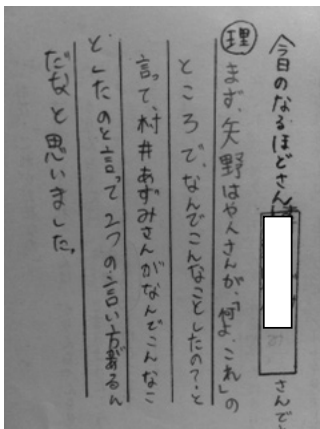 今日のなるほどさんは
さんで
理 まず、矢野はやんさんが、「何よ、これ」の
ところで、なんでこんなことしたの?と
言って、村井あずみさんがなんでこんなこ
と」たのと言って2つの言い方があるん
だなと思いました。